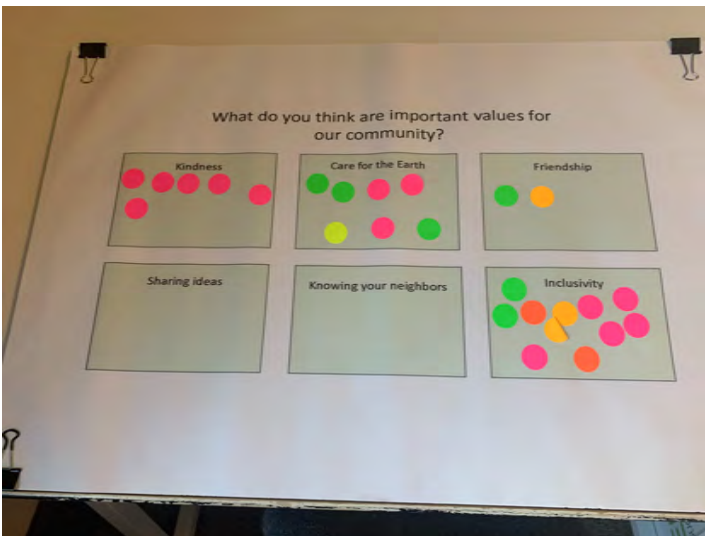 What do you think are important values for
our community?
Kindness
Care for the Earth
Friendship
Sharing ideas
Knowing your neighbors
Inclusivity